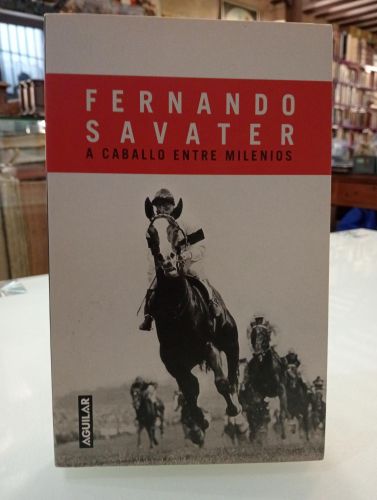 FERNANDO
SAVATER
A CABALLO ENTRE MILENIOS
AGUILAR